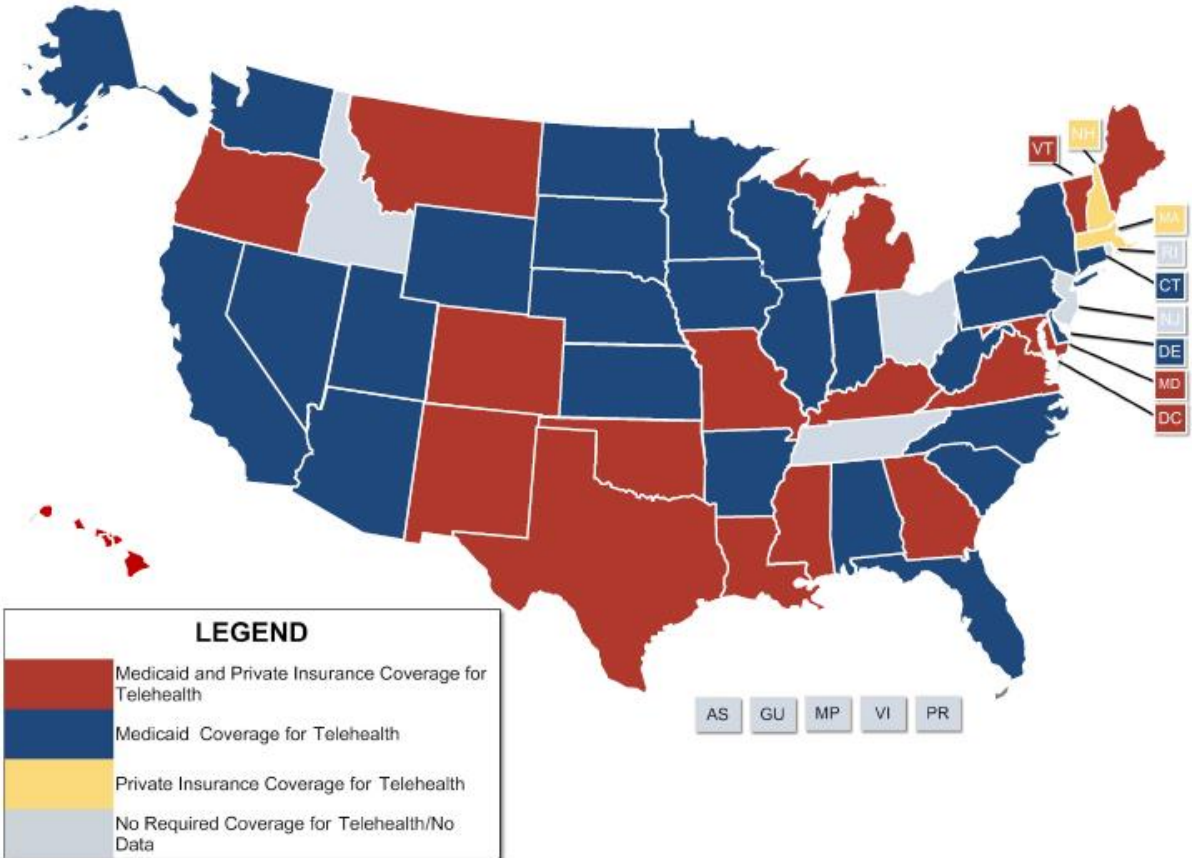 NH
VT
MA
RI
CT
NJ
DE
MD
DC
LEGEND
Medicaid and Private Insurance Coverage for
Telehealth
Medicaid Coverage for Telehealth
Private Insurance Coverage for Telehealth
No Required Coverage for Telehealth/No
Data
AS GU MP VI PR